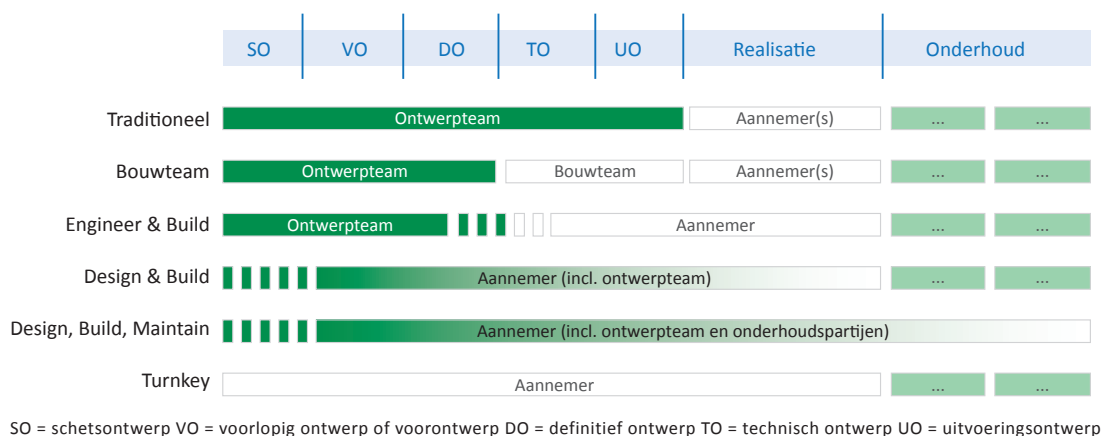 SO VO DO TO UO Realisatie Onderhoud
Traditioneel Ontwerpteam Aannemer(s) ... ...
Bouwteam Ontwerpteam Bouwteam Aannemer(s) ... ...
Engineer & Build Ontwerpteam Aannemer ... ...
Design & Build Aannemer (incl. ontwerpteam) ... ...
Design, Build, Maintain Aannemer (incl. ontwerpteam en onderhoudspartijen)
Turnkey Aannemer ... ...
SO = schetsontwerp VO = voorlopig ontwerp of voorontwerp DO = definitief ontwerp TO = technisch ontwerp UO = uitvoeringsontwerp